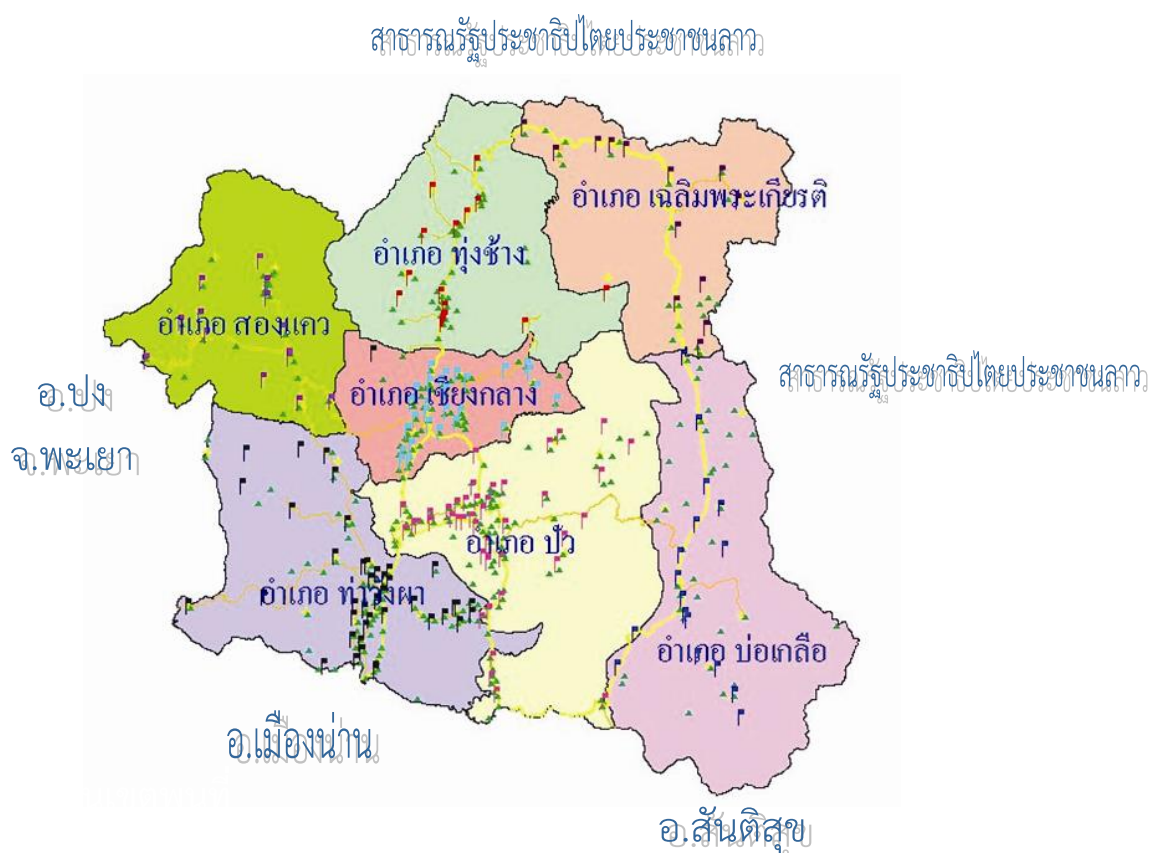 สาธารณรัฐประชาธิปไตยประชาชนลาว
อำเภอ เฉลิมพระเกียรติ
อำเภอ ทุ่งช้าง
อำเภอ สองแคว
สาธารณรัฐประชาธิปไตยประชาชนลาว
อ.ปง
จ.พะเยา
อำเภอ เชียงกลาง
อำเภอ ปัว
อำเภอ ท่าวังผา
อำเภอ บ่อเกลือ
อ.เมืองน่าน
อ.สันติสุข